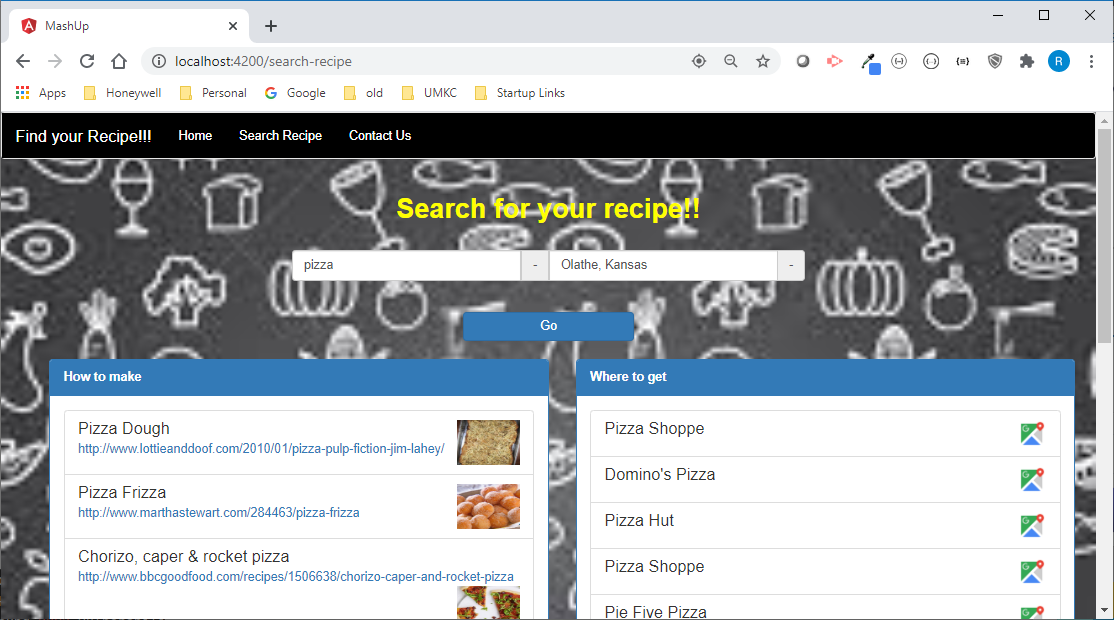 MashUp
localhost:4200/search-recipe
R
Apps Honeywell Personal Google old UMKC Startup Links
Find your Recipe!!! Home Search Recipe Contact Us
Search for your recipe!!
pizza - Olathe, Kansas -
Go
How to make
Pizza Dough
http://www.lottieanddoof.com/2010/01/pizza-pulp-fiction-jim-lahey/
Pizza Frizza
http://www.marthastewart.com/284463/pizza-frizza
Chorizo, caper & rocket pizza
http://www.bbcgoodfood.com/recipes/1506638/chorizo-caper-and-rocket-pizza
Where to get
Pizza Shoppe
Domino's Pizza
Pizza Hut
Pizza Shoppe
Pie Five Pizza